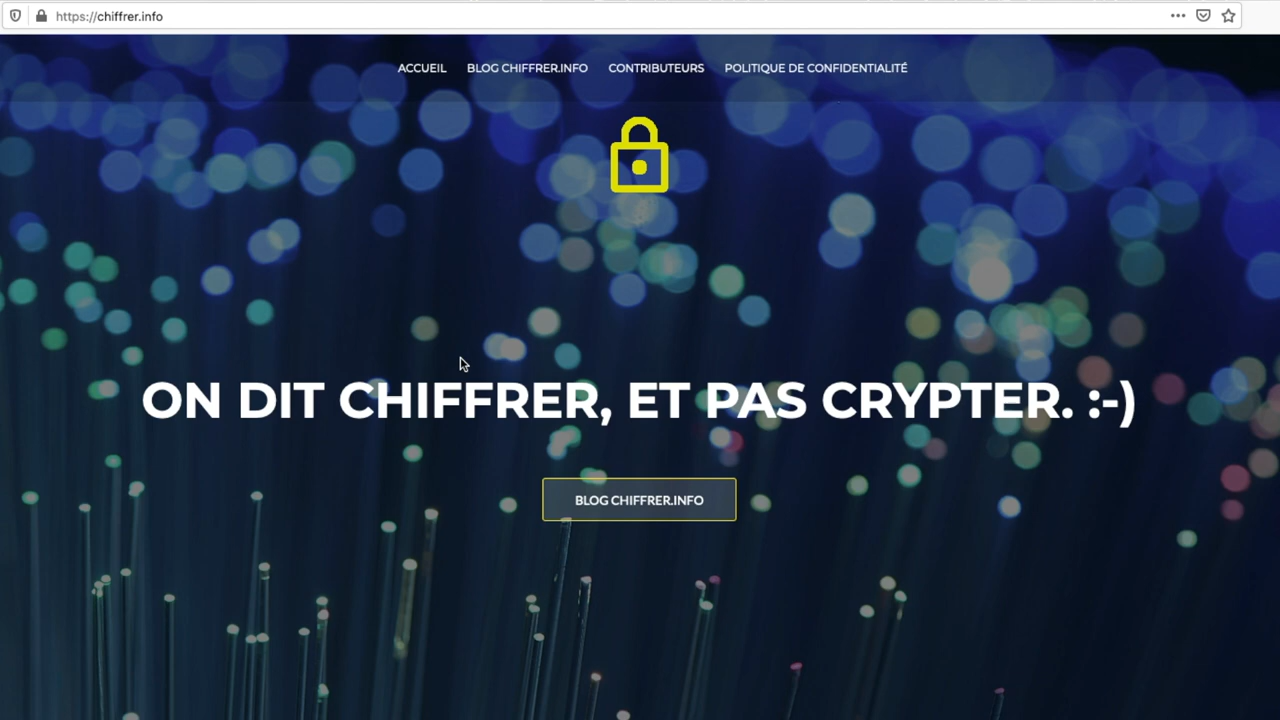 https://chiffrer.info
ACCUEIL BLOG CHIFFRER.INFO CONTRIBUTEURS POLITIQUE DE CONFIDENTIALITÉ
ON DIT CHIFFRER, ET PAS CRYPTER. :-)
BLOG CHIFFRER.INFO